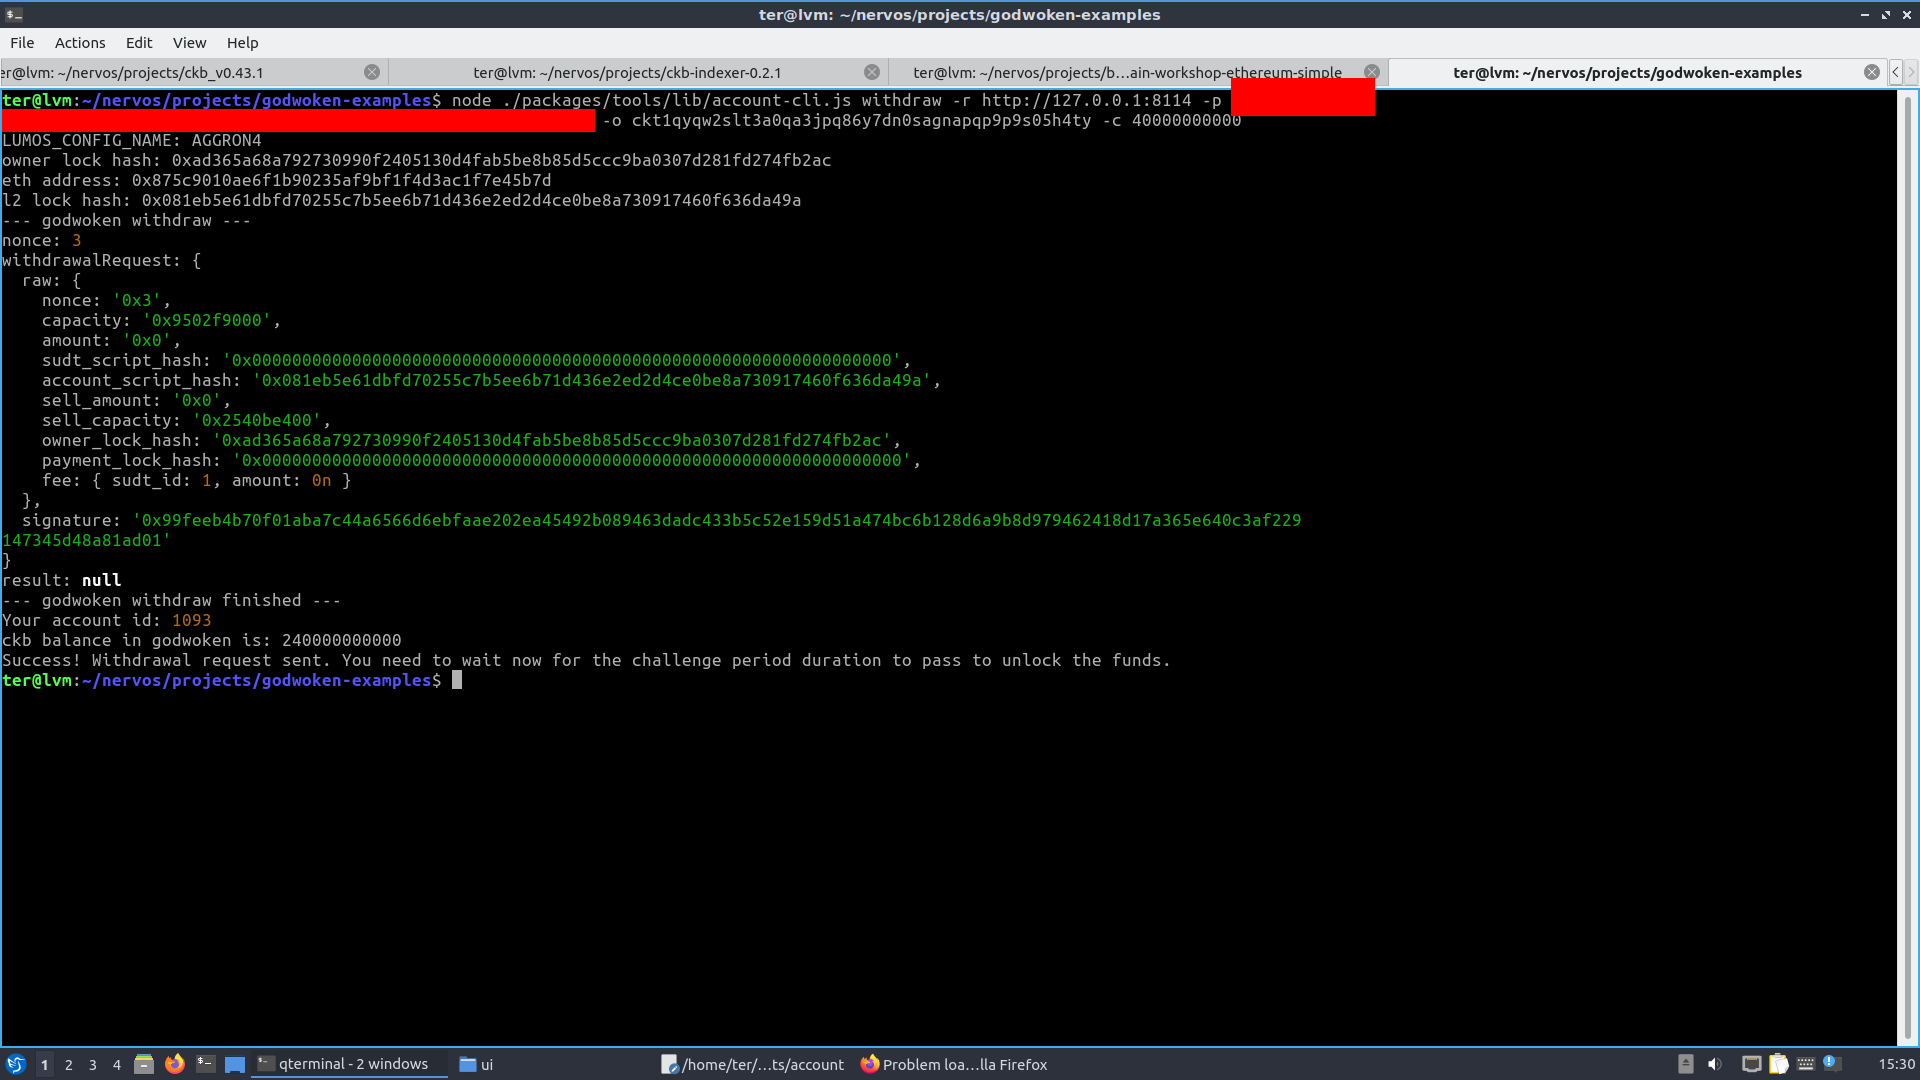 ter@lvm: ~/nervos/projects/godwoken-examples
File Actions Edit View Help
er@lvm: ~/nervos/projects/ckb_v0.43.1
ter@lvm: ~/nervos/projects/ckb-indexer-0.2.1
ter@lvm: ~/nervos/projects/b...ain-workshop-ethereum-simple
ter@lvm: ~/nervos/projects/godwoken-examples
ter@lvm:~/nervos/projects/godwoken-examples$ node ./packages/tools/lib/account-cli.js withdraw -r http://127.0.0.1:8114 -p
-o ckt1qyqw2slt3a0qa3jpq86y7dn0sagnapqp9p9s05h4ty -c 40000000000
LUMOS_CONFIG_NAME: AGGRON4
owner lock hash: 0xad365a68a792730990f2405130d4fab5be8b85d5ccc9ba0307d281fd274fb2ac
eth address: 0x875c9010ae6f1b90235af9bf1f4d3ac1f7e45b7d
l2 lock hash: 0x081eb5e61dbfd70255c7b5ee6b71d436e2ed2d4ce0be8a730917460f636da49a
--- godwoken withdraw ---
nonce: 3
withdrawalRequest: {
  raw: {
    nonce: '0x3',
    capacity: '0x9502f9000',
    amount: '0x0',
    sudt_script_hash: '0x0000000000000000000000000000000000000000000000000000000000000000',
    account_script_hash: '0x081eb5e61dbfd70255c7b5ee6b71d436e2ed2d4ce0be8a730917460f636da49a',
    sell_amount: '0x0',
    sell_capacity: '0x2540be400',
    owner_lock_hash: '0xad365a68a792730990f2405130d4fab5be8b85d5ccc9ba0307d281fd274fb2ac',
    payment_lock_hash: '0x0000000000000000000000000000000000000000000000000000000000000000',
    fee: { sudt_id: 1, amount: 0n }
  },
  signature: '0x99feeb4b70f01aba7c44a6566d6ebfaae202ea45492b089463dadc433b5c52e159d51a474bc6b128d6a9b8d979462418d17a365e640c3af229
147345d48a81ad01'
}
result: null
--- godwoken withdraw finished ---
Your account id: 1093
ckb balance in godwoken is: 240000000000
Success! Withdrawal request sent. You need to wait now for the challenge period duration to pass to unlock the funds.
ter@lvm:~/nervos/projects/godwoken-examples$
1 2 3 4 qterminal - 2 windows ui /home/ter/...ts/account Problem loa...lla Firefox 15:30